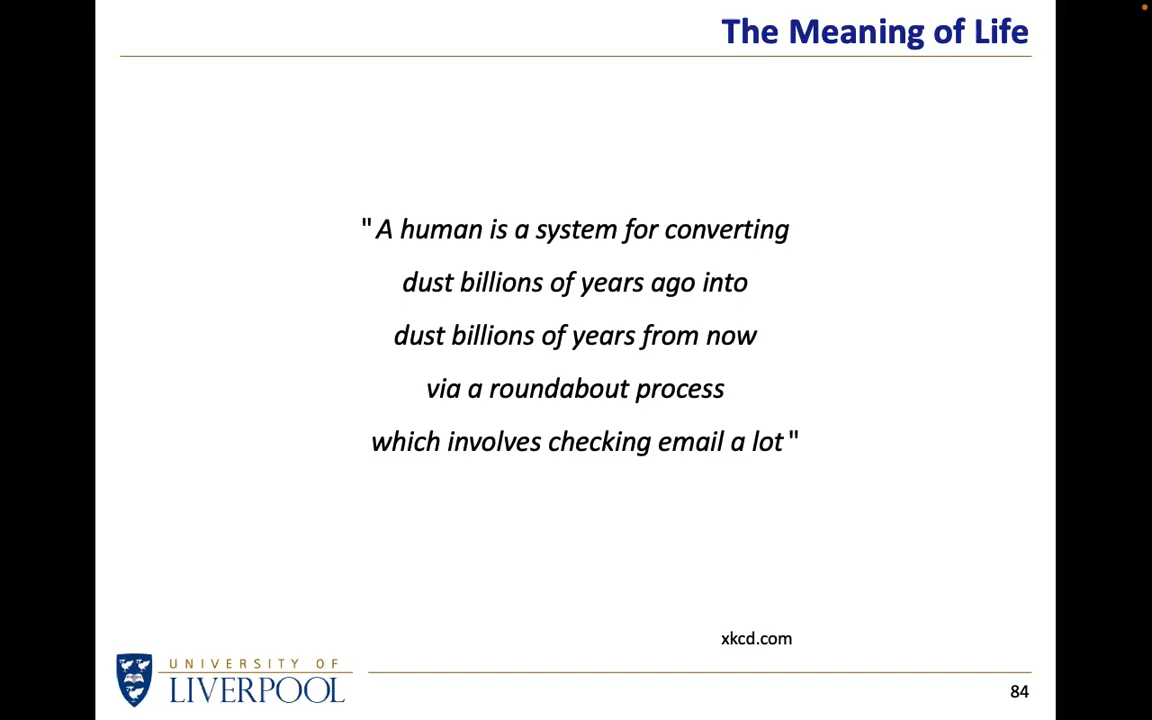 The Meaning of Life
"A human is a system for converting
dust billions of years ago into
dust billions of years from now
via a roundabout process
which involves checking email a lot"
xkcd.com
UNIVERSITY OF
LIVERPOOL
84